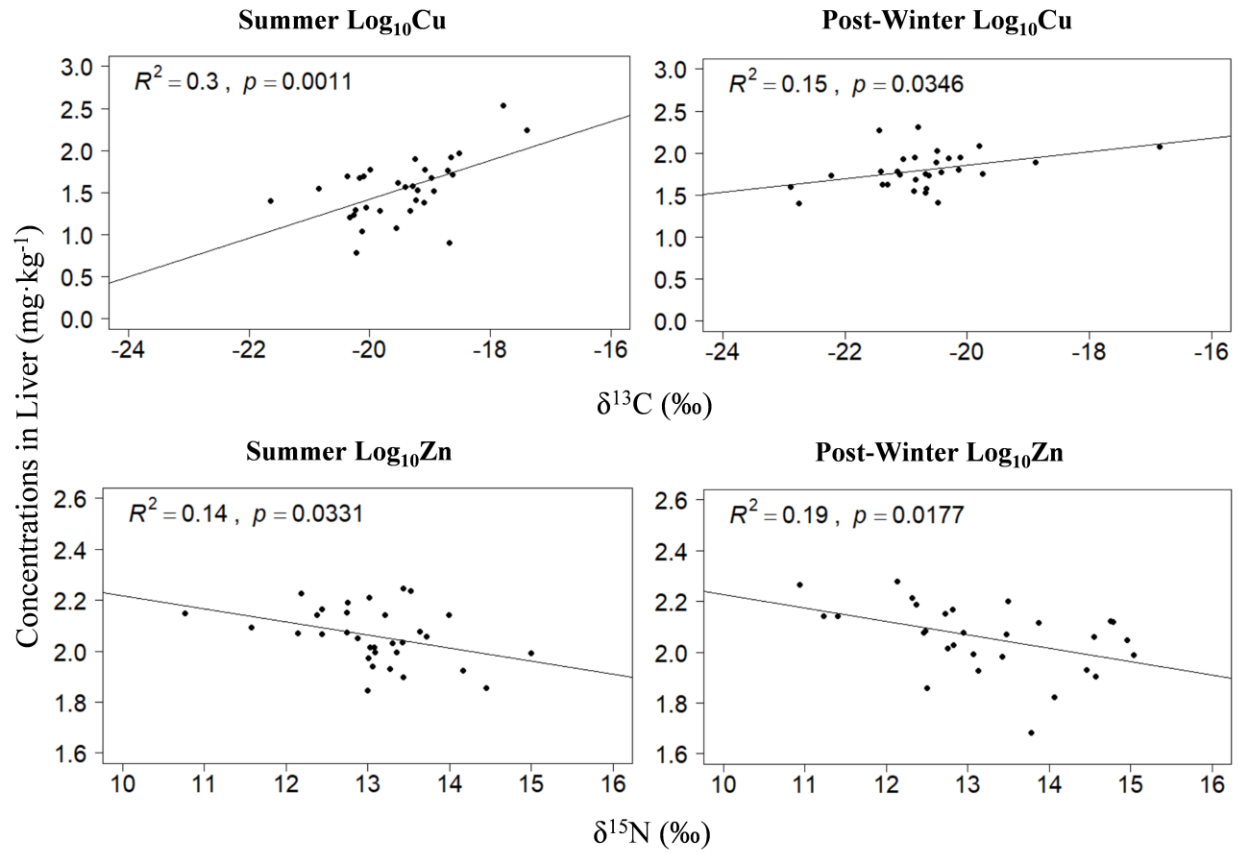 Summer Log₁₀Cu
Post-Winter Log₁₀Cu
R² = 0.3 , p = 0.0011
R² = 0.15 , p = 0.0346
3.0
2.5
2.0
1.5
1.0
0.5
0.0
3.0
2.5
2.0
1.5
1.0
0.5
0.0
-24 -22 -20 -18 -16
-24 -22 -20 -18 -16
δ¹³C (‰)
Concentrations in Liver (mg·kg⁻¹)
Summer Log₁₀Zn
Post-Winter Log₁₀Zn
R² = 0.14 , p = 0.0331
R² = 0.19 , p = 0.0177
2.6
2.4
2.2
2.0
1.8
1.6
2.6
2.4
2.2
2.0
1.8
1.6
10 11 12 13 14 15 16
10 11 12 13 14 15 16
δ¹⁵N (‰)